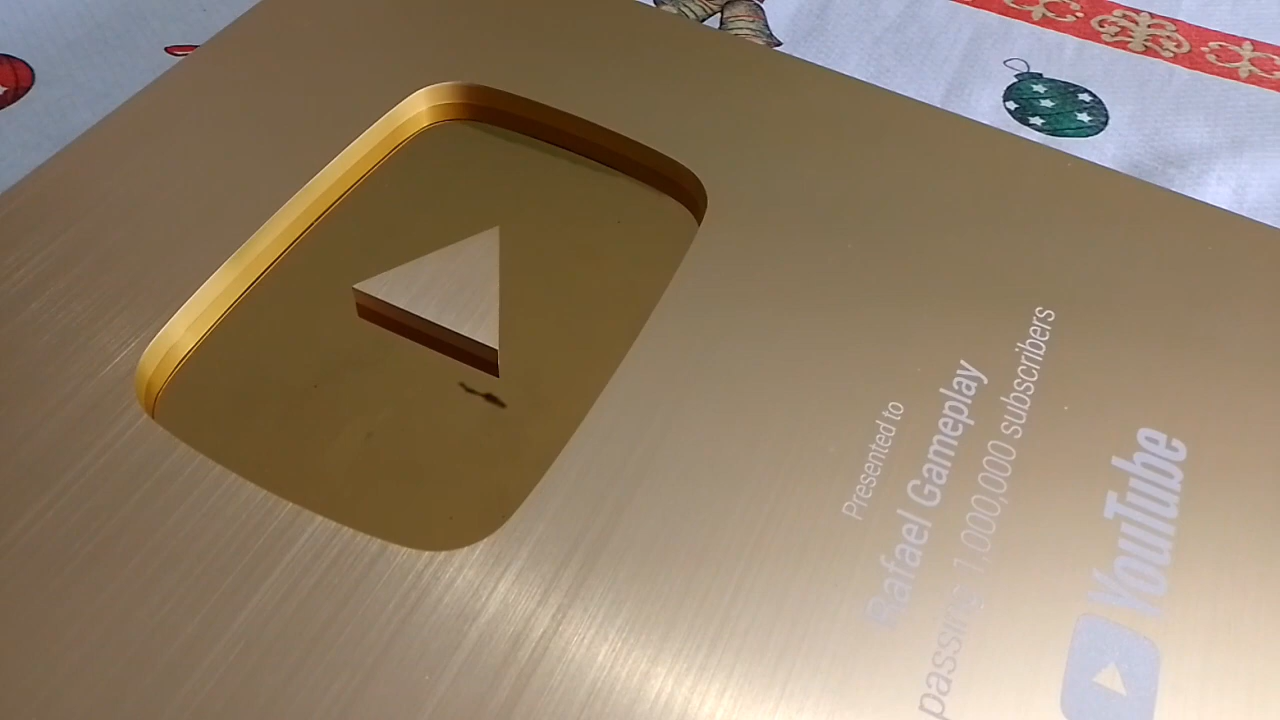 Presented to
Rafael Gameplay
passing 1,000,000 subscribers
YouTube